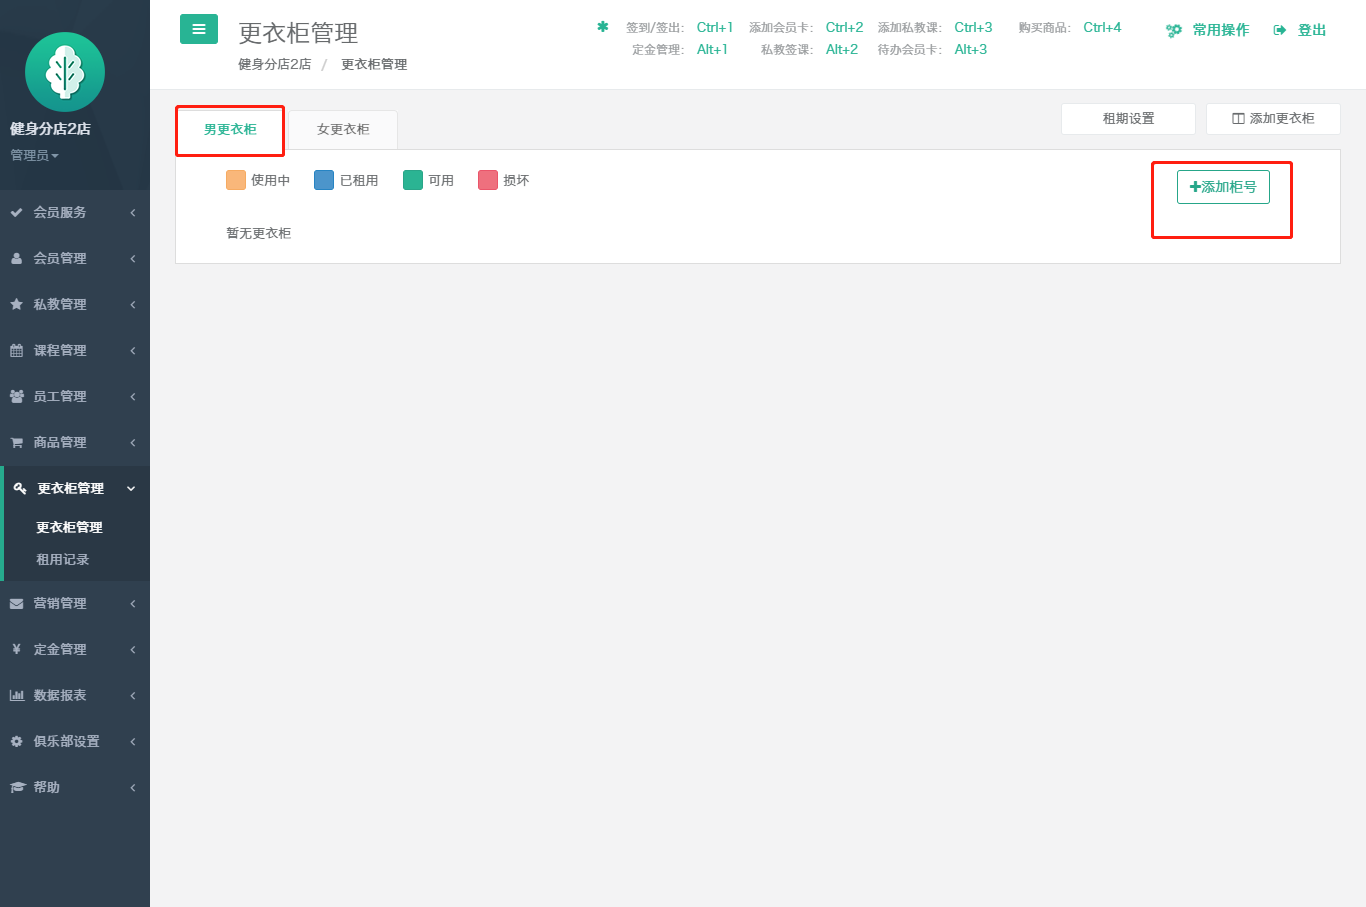 更衣柜管理
健身分店2店 / 更衣柜管理
签到/签出: Ctrl+1 添加会员卡: Ctrl+2 添加私教课: Ctrl+3 购买商品: Ctrl+4
定金管理: Alt+1 私教签课: Alt+2 待办会员卡: Alt+3
常用操作 登出
健身分店2店
管理员
会员服务
会员管理
私教管理
课程管理
员工管理
商品管理
更衣柜管理
更衣柜管理
租用记录
营销管理
定金管理
数据报表
俱乐部设置
帮助
男更衣柜 女更衣柜
租期设置 添加更衣柜
使用中 已租用 可用 损坏
添加柜号
暂无更衣柜